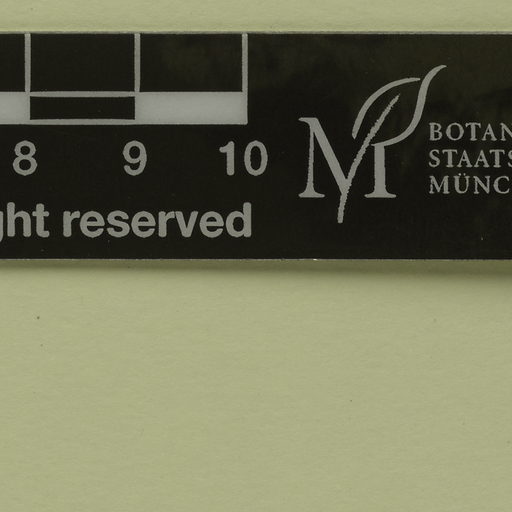 8 9 10
ght reserved
M
BOTAN
STAATS
MÜNC